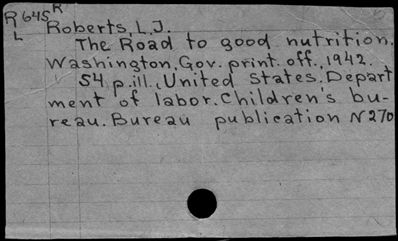 R645R
L
Roberts, L.J.
The Road to good nutrition.
Washington, Gov. print. off., 1942.
54 p. ill., United States. Depart
ment of labor. Children's bu-
reau. Bureau publication N270